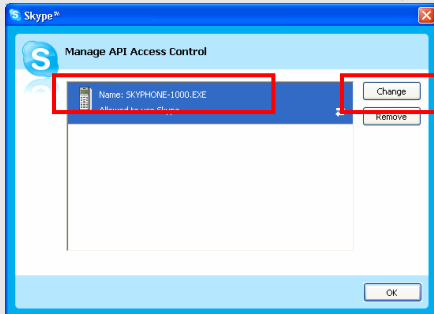 Skype™
Manage API Access Control
Name: SKYPHONE-1000.EXE
Allowed to use Skype
Change
Remove
OK